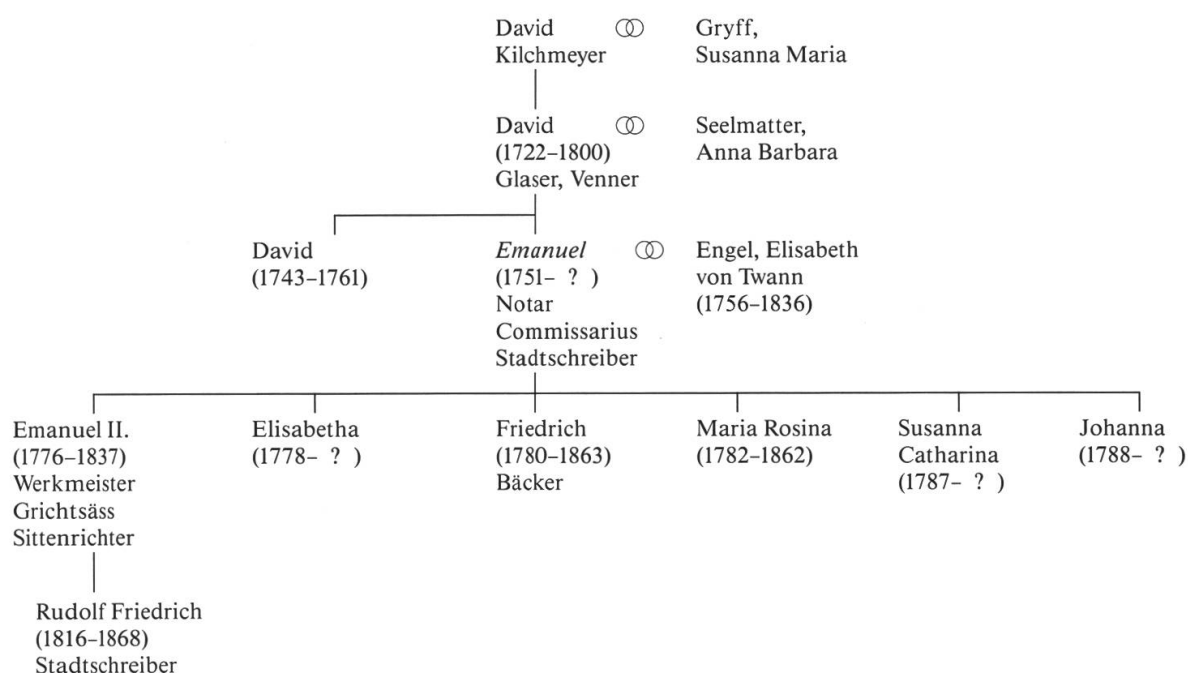 David
Kilchmeyer
Gryff,
Susanna Maria
David
(1722–1800)
Glaser, Venner
Seelmatter,
Anna Barbara
David
(1743–1761)
Emanuel
(1751– ? )
Notar
Commissarius
Stadtschreiber
Engel, Elisabeth
von Twann
(1756–1836)
Emanuel II.
(1776–1837)
Werkmeister
Grichtsäss
Sittenrichter
Elisabetha
(1778– ? )
Friedrich
(1780–1863)
Bäcker
Maria Rosina
(1782–1862)
Susanna
Catharina
(1787– ? )
Johanna
(1788– ? )
Rudolf Friedrich
(1816–1868)
Stadtschreiber